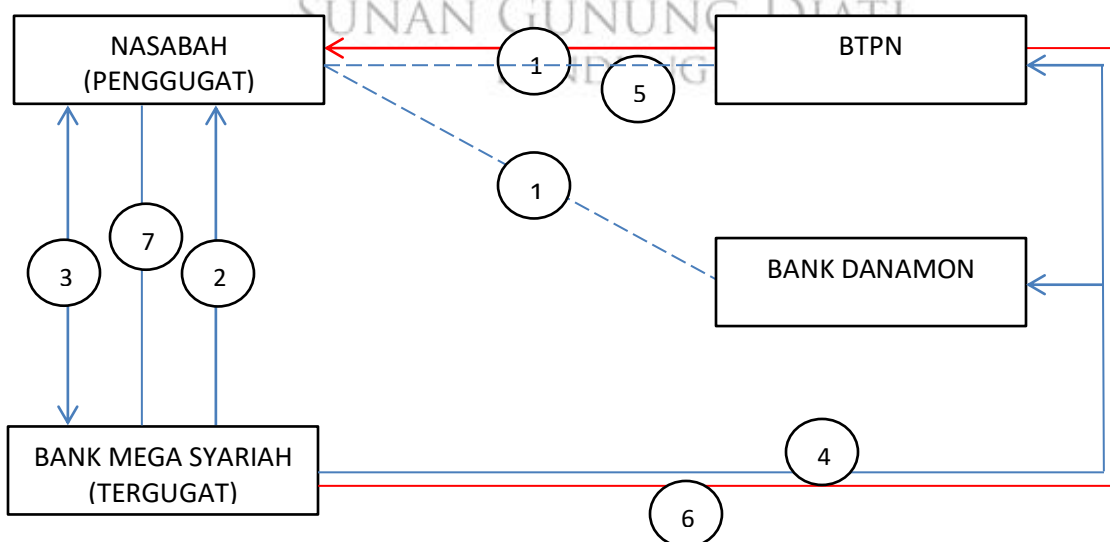 SUNAN GUNUNG DJATI
NASABAH
(PENGGUGAT)
BTPN
1
5
1
BANK DANAMON
3
7
2
BANK MEGA SYARIAH
(TERGUGAT)
4
6